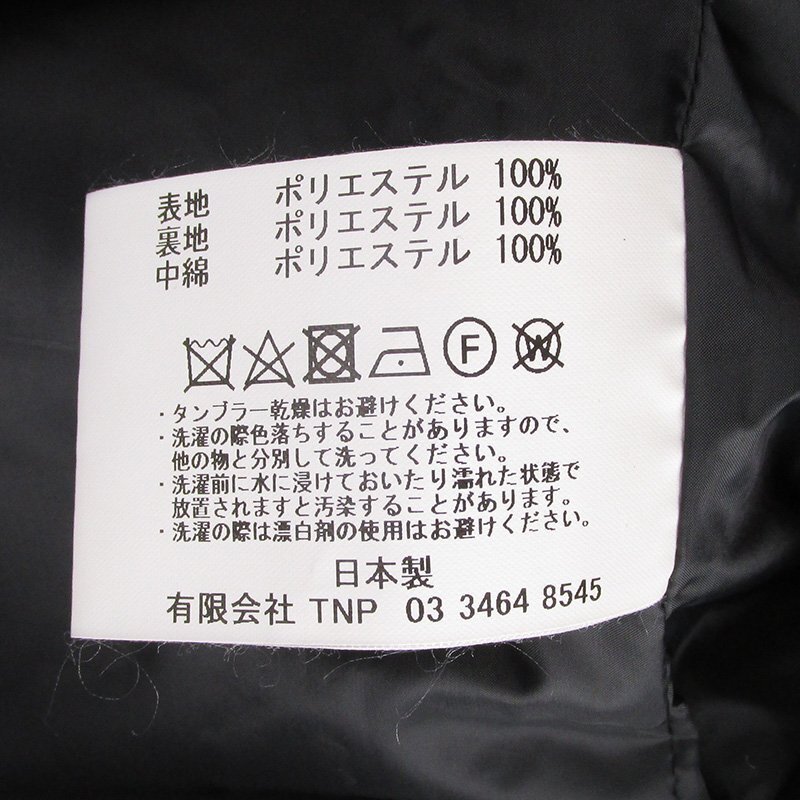 表地 ポリエステル 100%
裏地 ポリエステル 100%
中綿 ポリエステル 100%
F W
・タンブラー乾燥はお避けください。
・洗濯の際色落ちすることがありますので、
他の物と分別して洗ってください。
・洗濯前に水に浸けておいたり濡れた状態で
放置されますと汚染することがあります。
・洗濯の際は漂白剤の使用はお避けください。
日本製
有限会社 TNP 03 3464 8545